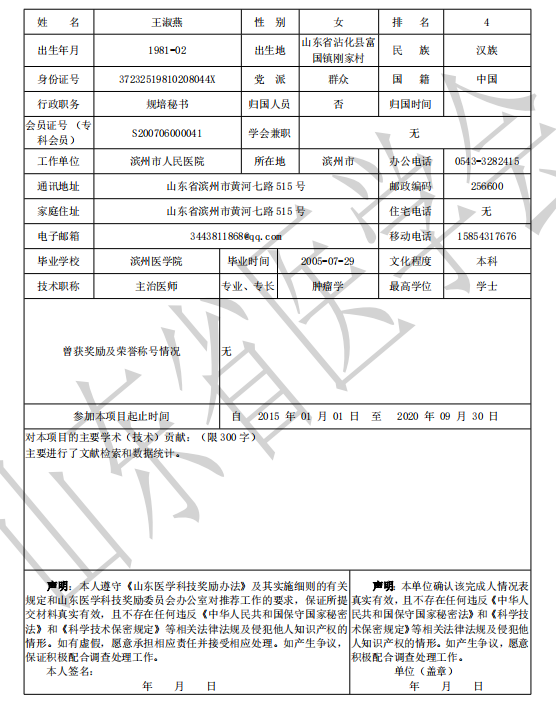 姓 名 王淑燕 性 别 女 排 名 4
出生年月 1981-02 出生地 山东省沾化县富国镇刚家村 民 族 汉族
身份证号 37232519810208044X 党 派 群众 国 籍 中国
行政职务 规培秘书 归国人员 否 归国时间
会员证号（专科会员） S200706000041 学会兼职 无
工作单位 滨州市人民医院 所在地 滨州市 办公电话 0543-3282415
通讯地址 山东省滨州市黄河七路 515 号 邮政编码 256600
家庭住址 山东省滨州市黄河七路 515 号 住宅电话 无
电子邮箱 3443811868@qq.com 移动电话 15854317676
毕业学校 滨州医学院 毕业时间 2005-07-29 文化程度 本科
技术职称 主治医师 专业、专长 肿瘤学 最高学位 学士
曾获奖励及荣誉称号情况 无
参加本项目起止时间 自 2015 年 01 月 01 日 至 2020 年 09 月 30 日
对本项目的主要学术（技术）贡献：（限 300 字）
主要进行了文献检索和数据统计。
声明：本人遵守《山东医学科技奖励办法》及其实施细则的有关
规定和山东医学科技奖励委员会办公室对推荐工作的要求，保证所提
交材料真实有效，且不存在任何违反《中华人民共和国保守国家秘密
法》和《科学技术保密规定》等相关法律法规及侵犯他人知识产权的
情形。如有虚假，愿意承担相应责任并接受相应处理。如产生争议，
保证积极配合调查处理工作。
本人签名：
年 月 日
声明：本单位确认该完成人情况表
真实有效，且不存在任何违反《中华人
民共和国保守国家秘密法》和《科学技
术保密规定》等相关法律法规及侵犯他
人知识产权的情形。如产生争议，愿意
积极配合调查处理工作。
单位（盖章）
年 月 日
山东省医学会